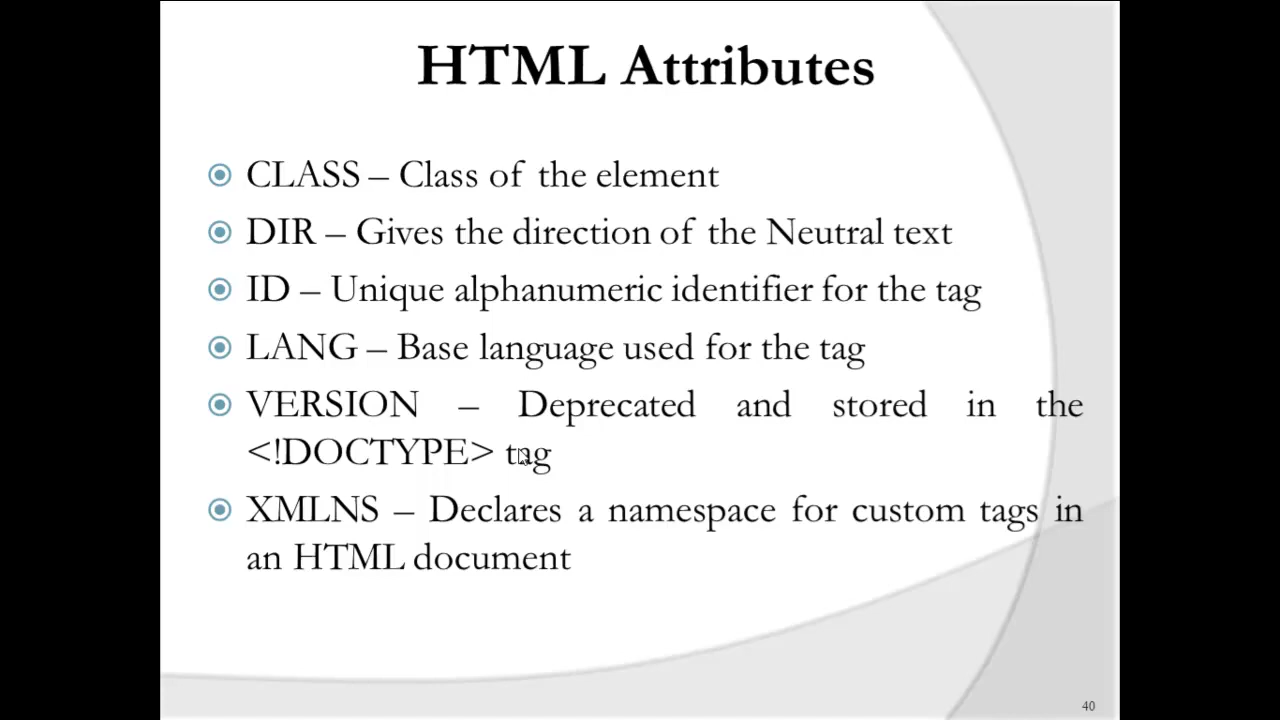 HTML Attributes
CLASS – Class of the element
DIR – Gives the direction of the Neutral text
ID – Unique alphanumeric identifier for the tag
LANG – Base language used for the tag
VERSION – Deprecated and stored in the
<!DOCTYPE> tag
XMLNS – Declares a namespace for custom tags in
an HTML document
40